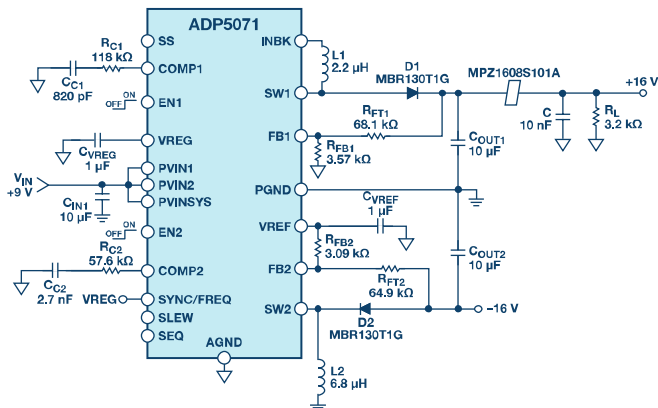 ADP5071
SS
COMP1
EN1
VREG
PVIN1
PVIN2
PVINSYS
EN2
COMP2
SYNC/FREQ
SLEW
SEQ
AGND
INBK
SW1
FB1
PGND
VREF
FB2
SW2
RC1
118 kΩ
CC1
820 pF
ON
OFF
CVREG
1 µF
VIN
+9 V
CIN1
10 µF
ON
OFF
RC2
57.6 kΩ
CC2
2.7 nF
VREG
L1
2.2 µH
D1
MBR130T1G
MPZ1608S101A
+16 V
RFT1
68.1 kΩ
RFB1
3.57 kΩ
COUT1
10 µF
C
10 nF
RL
3.2 kΩ
CVREF
1 µF
RFB2
3.09 kΩ
RFT2
64.9 kΩ
COUT2
10 µF
–16 V
D2
MBR130T1G
L2
6.8 µH